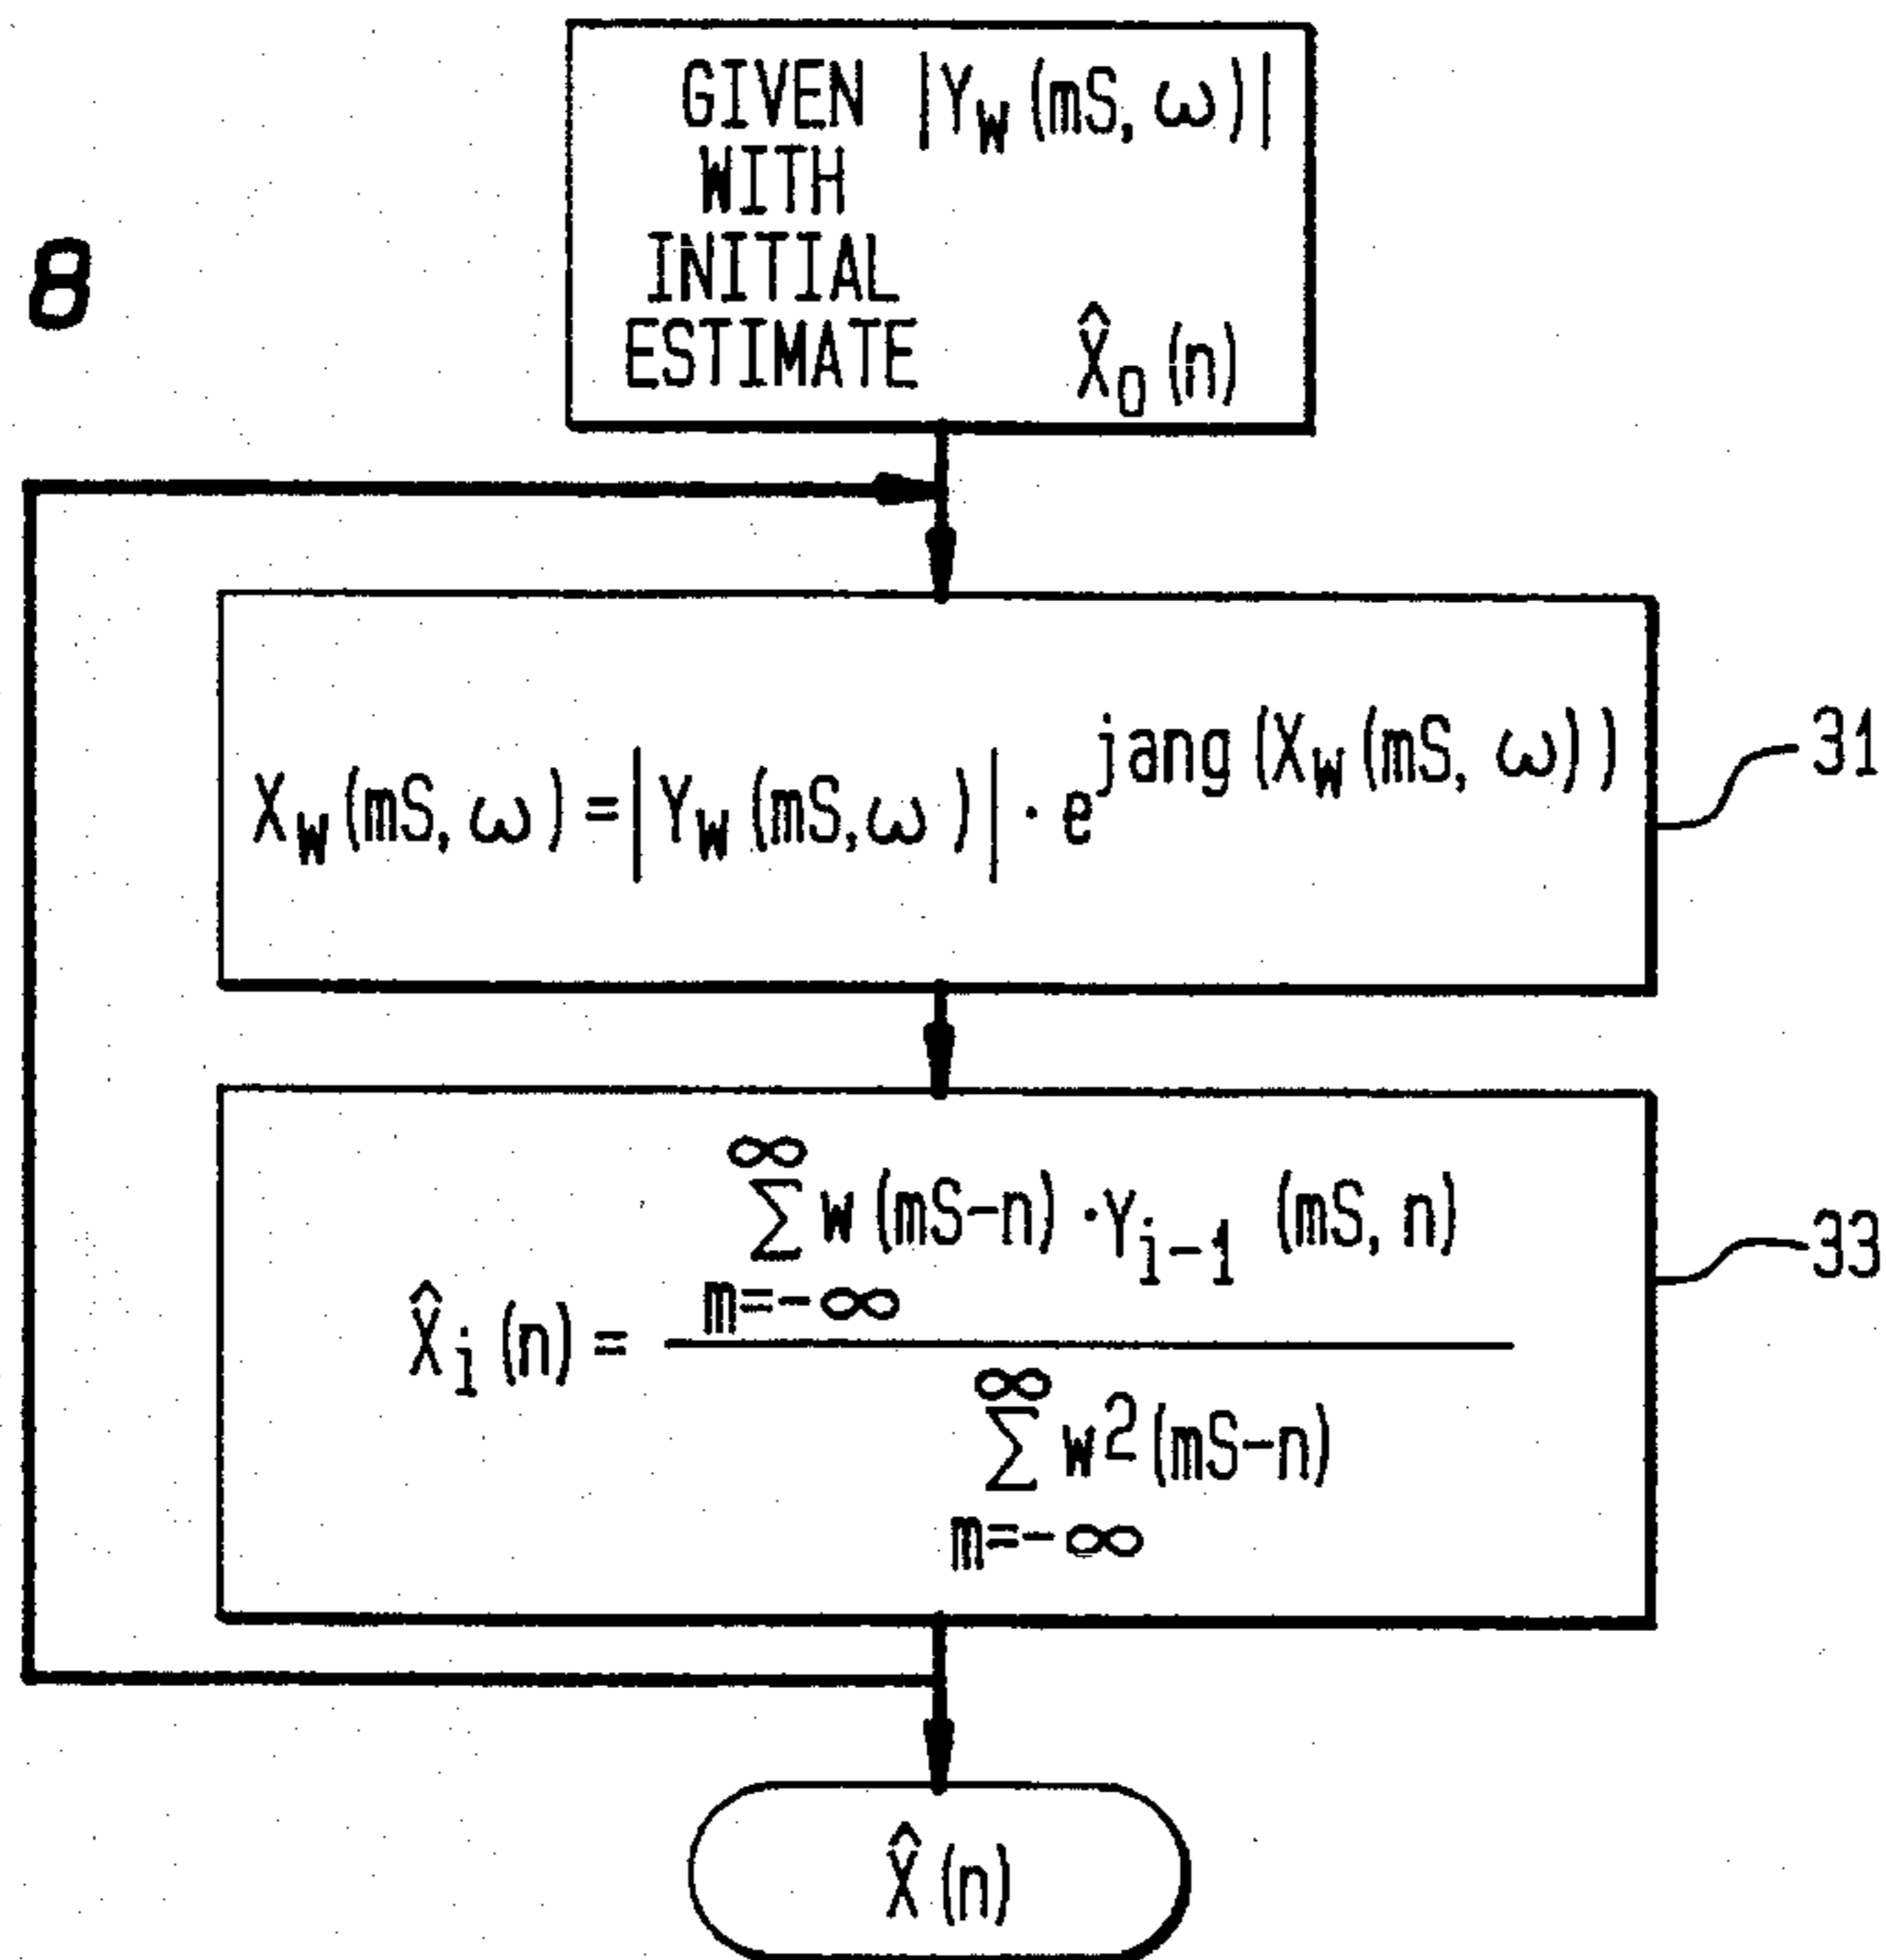 8
GIVEN |Y_W(mS, ω)|
WITH
INITIAL
ESTIMATE X̂_0(n)
X_W(mS, ω) = |Y_W(mS, ω)| · e^{jang(X_W(mS, ω))}
31
∞
∑ w(mS-n) · Y_{i-1} (mS, n)
m=-∞
X̂_i(n) =
∞
∑ w²(mS-n)
m=-∞
33
X̂(n)